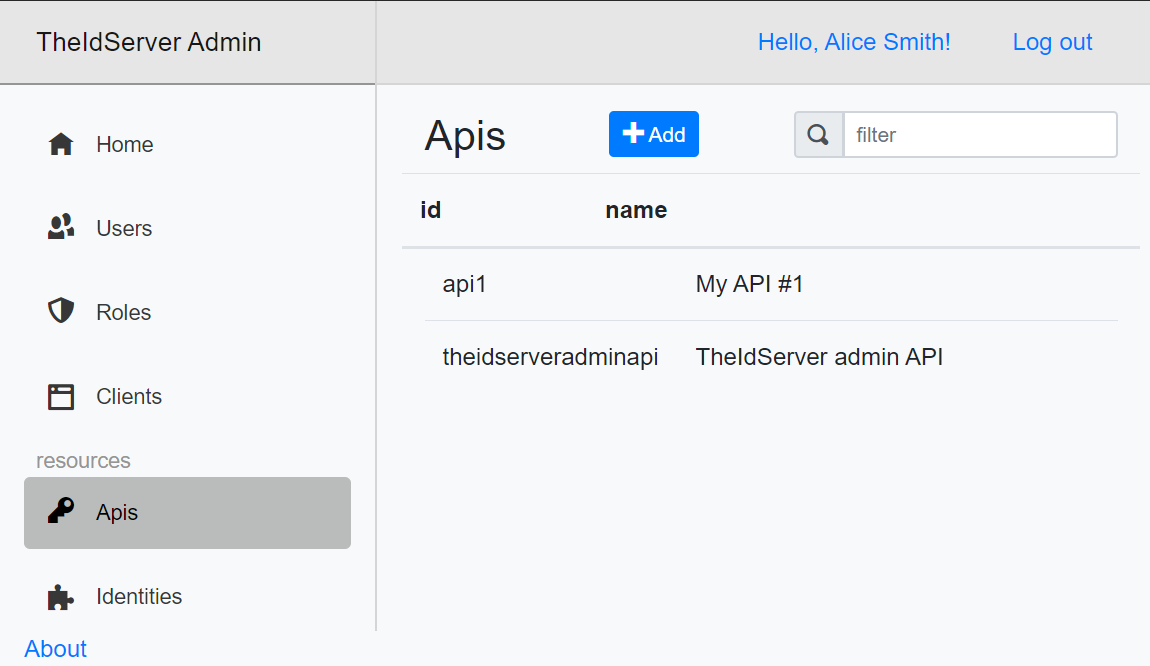 TheIdServer Admin
Hello, Alice Smith! Log out
Home
Users
Roles
Clients
resources
Apis
Identities
About
Apis Add filter
id name
api1 My API #1
theidserveradminapi TheIdServer admin API